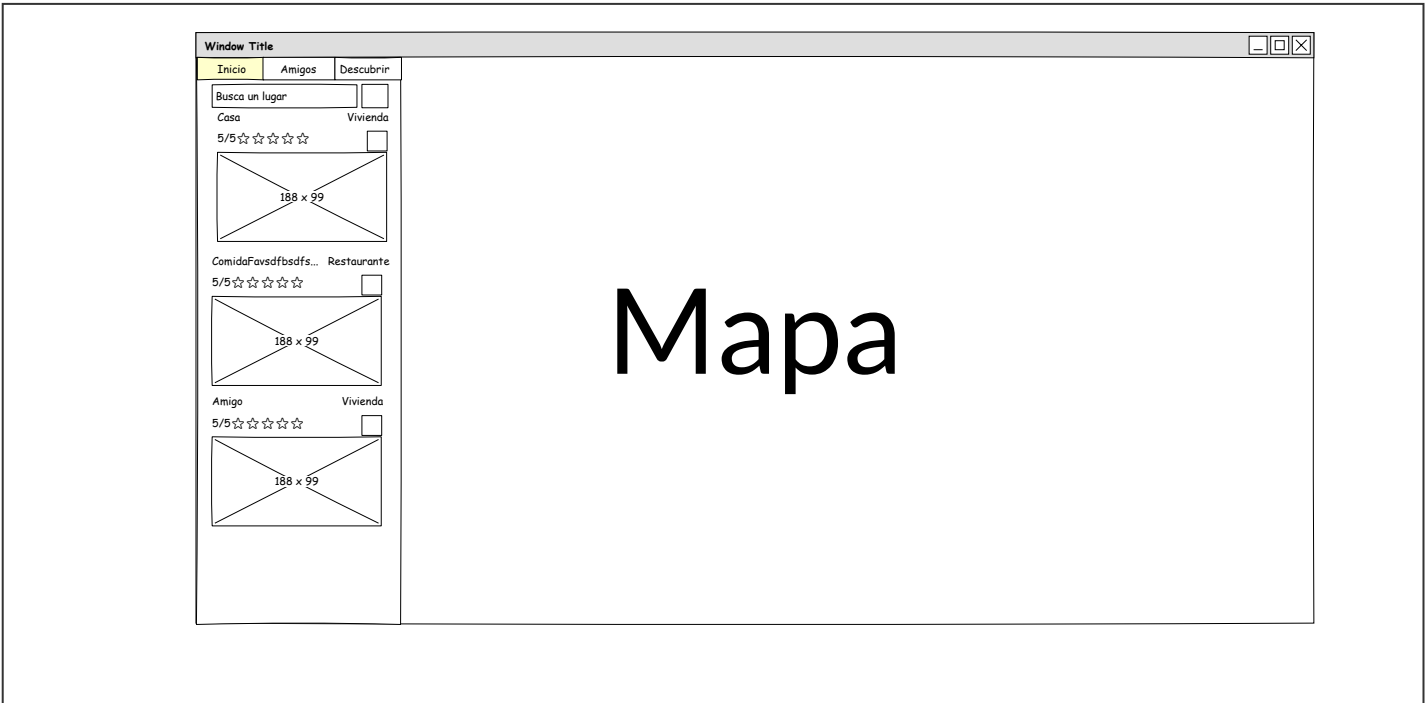 Window Title
Inicio Amigos Descubrir
Busca un lugar
Casa Vivienda
5/5
188 x 99
ComidaFavsdfbsdfs... Restaurante
5/5
188 x 99
Amigo Vivienda
5/5
188 x 99
Mapa